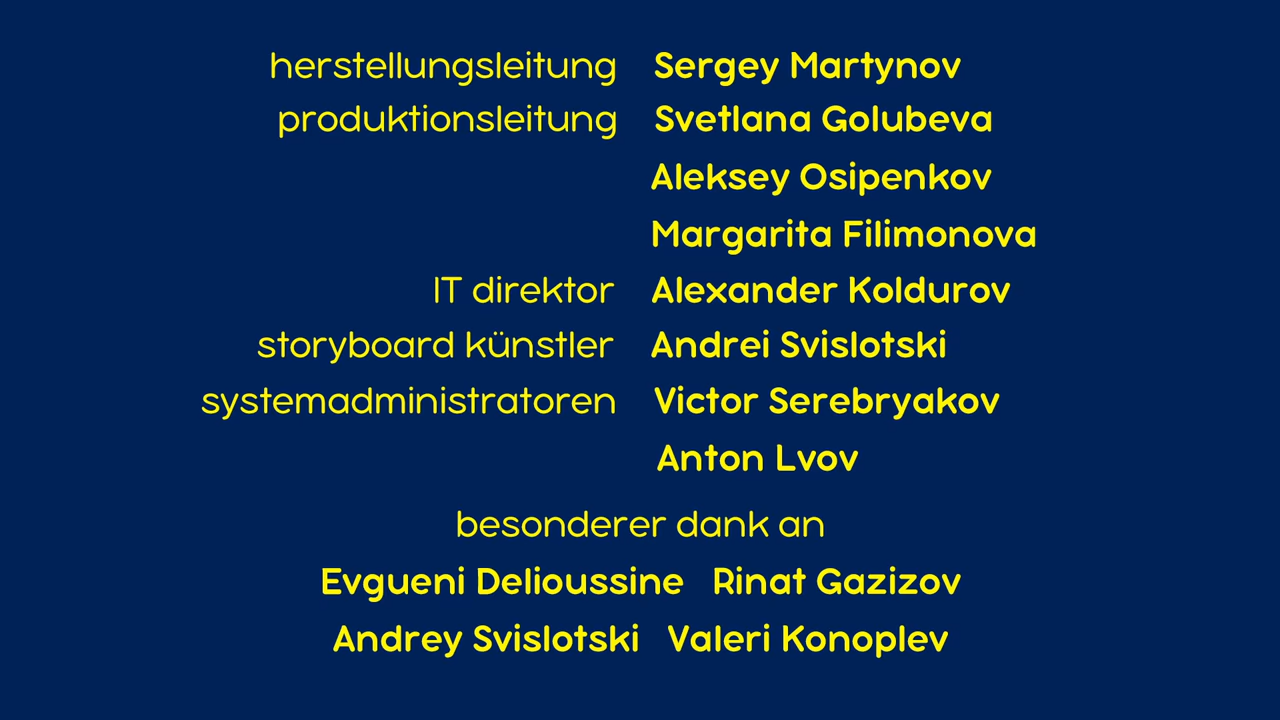 herstellungsleitung Sergey Martynov
produktionsleitung Svetlana Golubeva
Aleksey Osipenkov
Margarita Filimonova
IT direktor Alexander Koldurov
storyboard künstler Andrei Svislotski
systemadministratoren Victor Serebryakov
Anton Lvov
besonderer dank an
Evgueni Delioussine Rinat Gazizov
Andrey Svislotski Valeri Konoplev